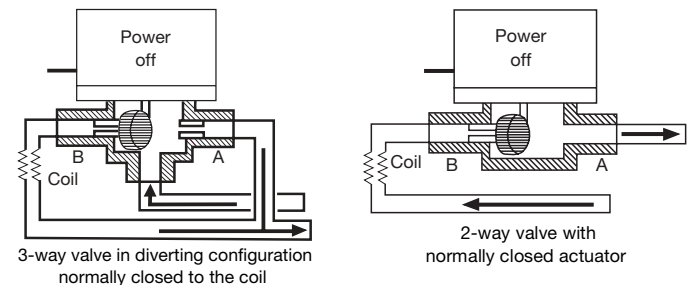 Power
off
B
A
Coil
3-way valve in diverting configuration
normally closed to the coil
Power
off
Coil
B
A
2-way valve with
normally closed actuator